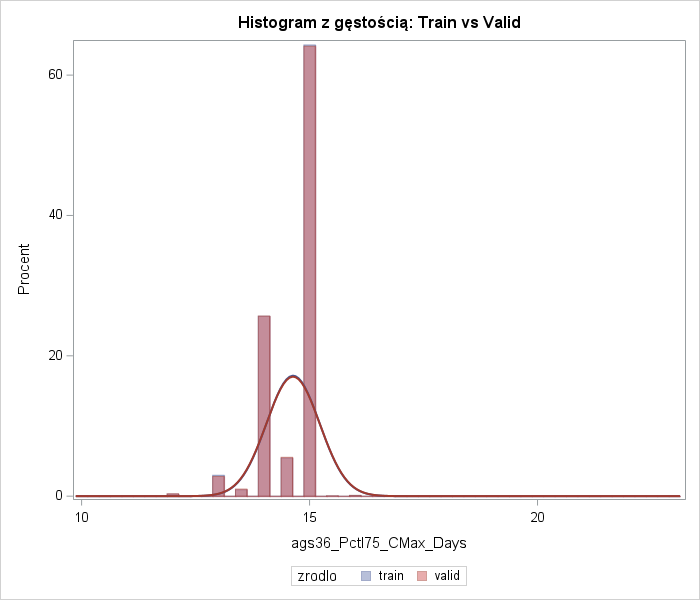 Histogram z gęstością: Train vs Valid
60
40
20
0
Procent
10 15 20
ags36_Pctl75_CMax_Days
zrodlo train valid